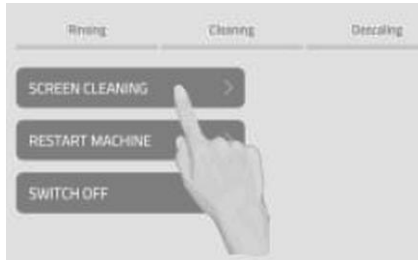 Rinsing
Cleaning
Descaling
SCREEN CLEANING
RESTART MACHINE
SWITCH OFF